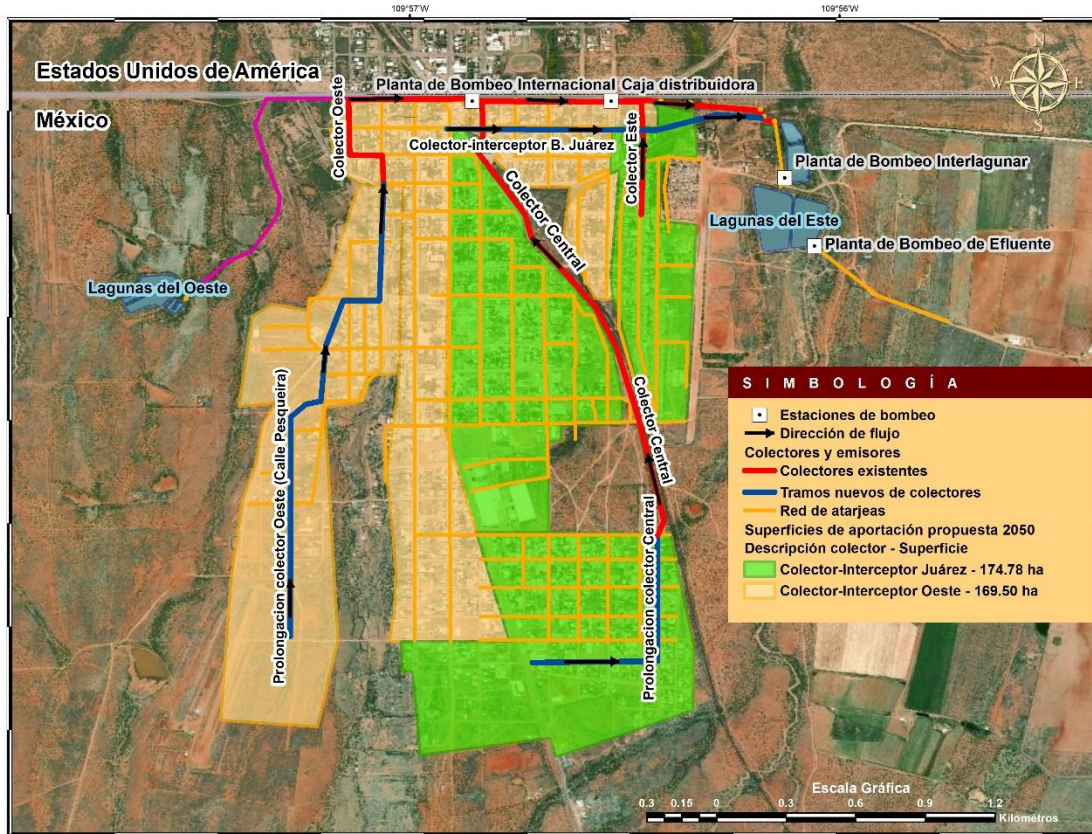 109°57'W
109°56'W
Estados Unidos de América
México
N
W
E
S
Planta de Bombeo Internacional
Caja distribuidora
Colector Oeste
Colector-interceptor B. Juárez
Colector Este
Planta de Bombeo Interlagunar
Colector Central
Lagunas del Este
Planta de Bombeo de Efluente
Lagunas del Oeste
Prolongacion colector Oeste (Calle Pesqueira)
Colector Central
Prolongacion colector Central
SIMBOLOGÍA
Estaciones de bombeo
Dirección de flujo
Colectores y emisores
Colectores existentes
Tramos nuevos de colectores
Red de atarjeas
Superficies de aportación propuesta 2050
Descripción colector - Superficie
Colector-Interceptor Juárez - 174.78 ha
Colector-Interceptor Oeste - 169.50 ha
Escala Gráfica
0.3 0.15 0 0.3 0.6 0.9 1.2
Kilómétros